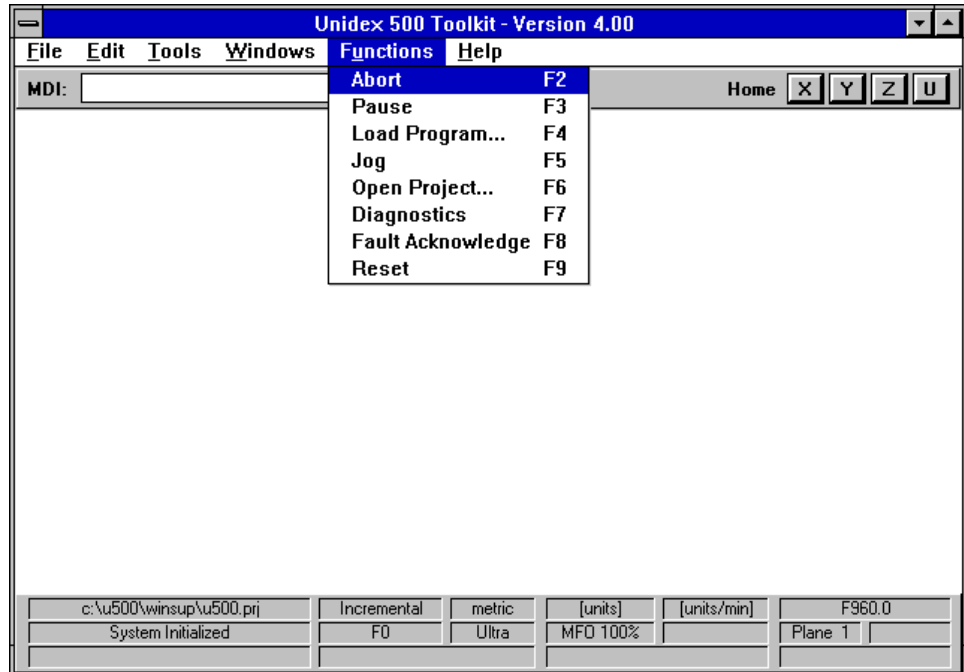 Unidex 500 Toolkit - Version 4.00
File Edit Tools Windows Functions Help
MDI: Home X Y Z U
Abort F2
Pause F3
Load Program... F4
Jog F5
Open Project... F6
Diagnostics F7
Fault Acknowledge F8
Reset F9
c:\u500\winsup\u500.prj Incremental metric [units] [units/min] F960.0
System Initialized F0 Ultra MFO 100% Plane 1